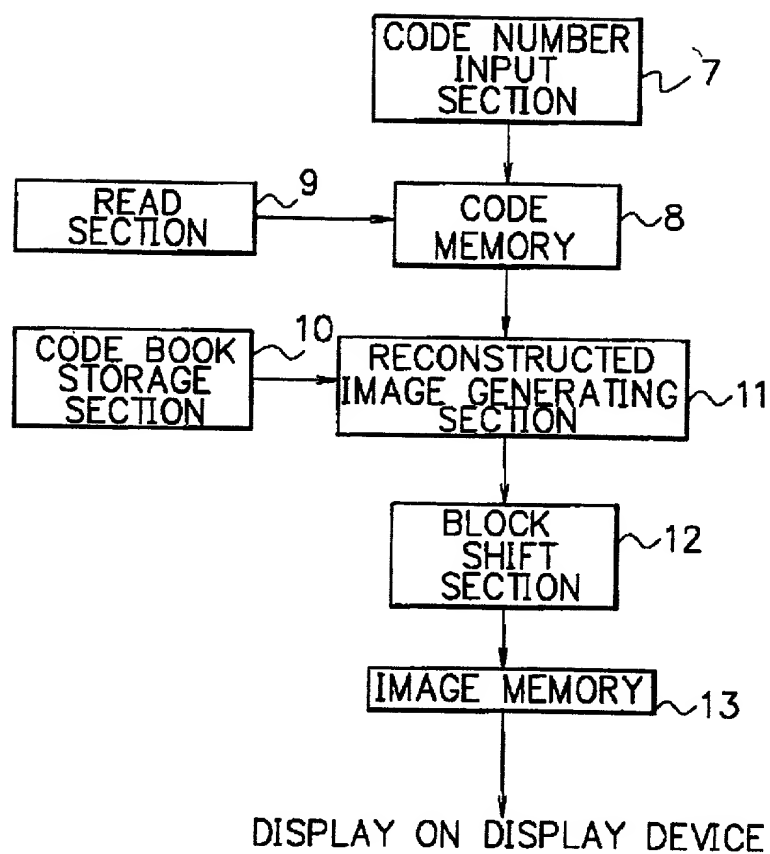 CODE NUMBER
INPUT
SECTION
7
READ
SECTION
9
CODE
MEMORY
8
CODE BOOK
STORAGE
SECTION
10
RECONSTRUCTED
IMAGE GENERATING
SECTION
11
BLOCK
SHIFT
SECTION
12
IMAGE MEMORY
13
DISPLAY ON DISPLAY DEVICE